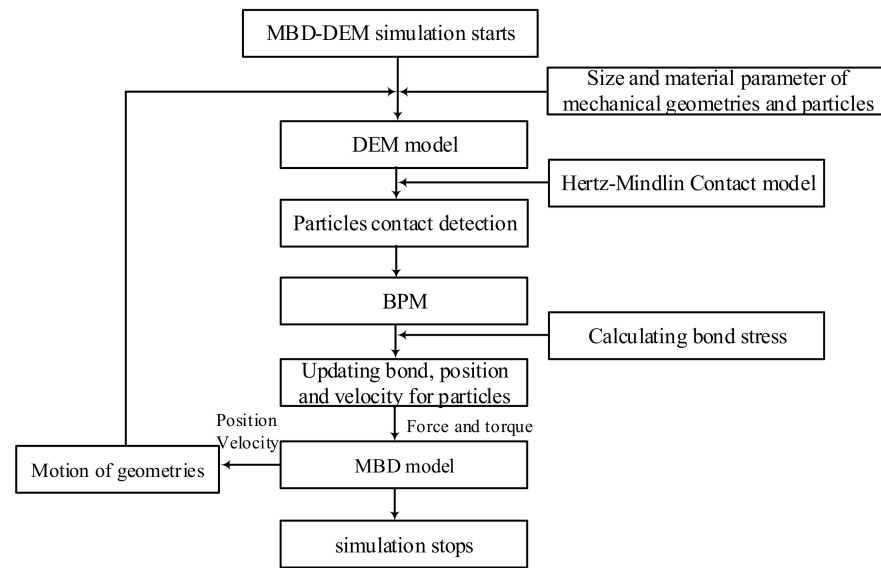 MBD-DEM simulation starts
Size and material parameter of
mechanical geometries and particles
DEM model
Hertz-Mindlin Contact model
Particles contact detection
BPM
Calculating bond stress
Updating bond, position
and velocity for particles
Position
Velocity
Force and torque
Motion of geometries
MBD model
simulation stops